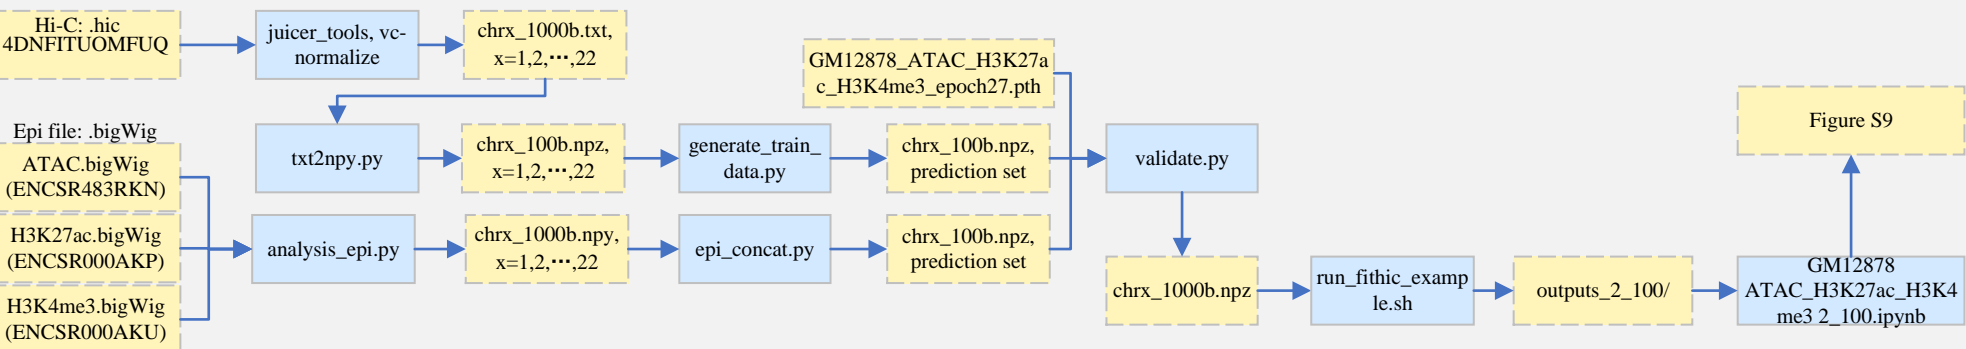 Hi-C: .hic
4DNFITUOMFUQ
juicer_tools, vc-
normalize
chrx_1000b.txt,
x=1,2,⋯,22
GM12878_ATAC_H3K27a
c_H3K4me3_epoch27.pth
Figure S9
Epi file: .bigWig
ATAC.bigWig
(ENCSR483RKN)
txt2npy.py
chrx_100b.npz,
x=1,2,⋯,22
generate_train_
data.py
chrx_100b.npz,
prediction set
validate.py
H3K27ac.bigWig
(ENCSR000AKP)
analysis_epi.py
chrx_1000b.npy,
x=1,2,⋯,22
epi_concat.py
chrx_100b.npz,
prediction set
H3K4me3.bigWig
(ENCSR000AKU)
chrx_1000b.npz
run_fithic_examp
le.sh
outputs_2_100/
GM12878
ATAC_H3K27ac_H3K4
me3 2_100.ipynb